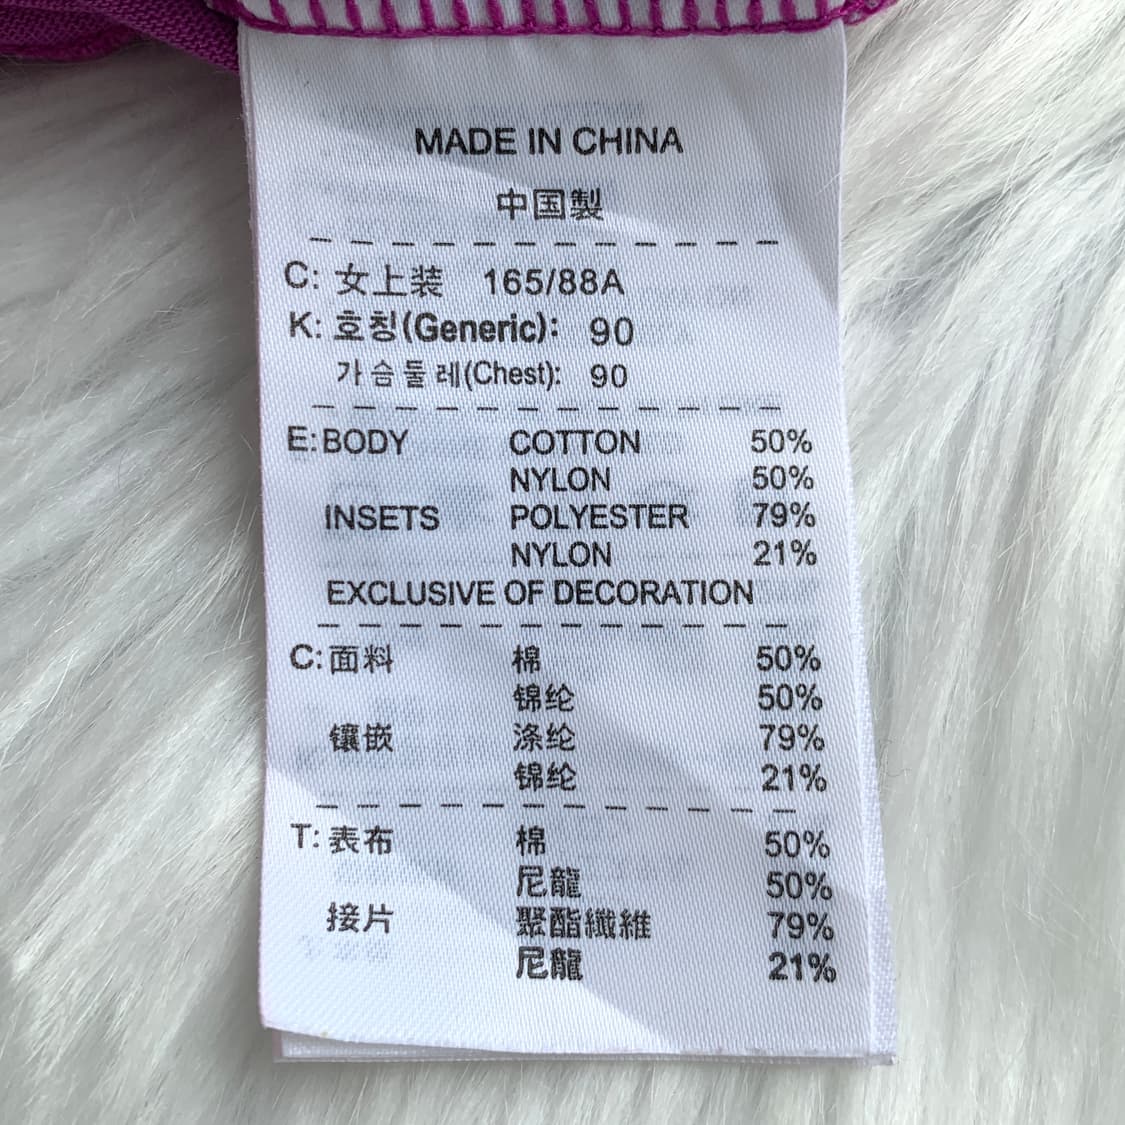 MADE IN CHINA
中国製
C: 女上装 165/88A
K: 호칭(Generic): 90
가슴둘레(Chest): 90
E: BODY COTTON 50%
NYLON 50%
INSETS POLYESTER 79%
NYLON 21%
EXCLUSIVE OF DECORATION
C: 面料 棉 50%
锦纶 50%
镶嵌 涤纶 79%
锦纶 21%
T: 表布 棉 50%
尼龍 50%
接片 聚酯纖維 79%
尼龍 21%